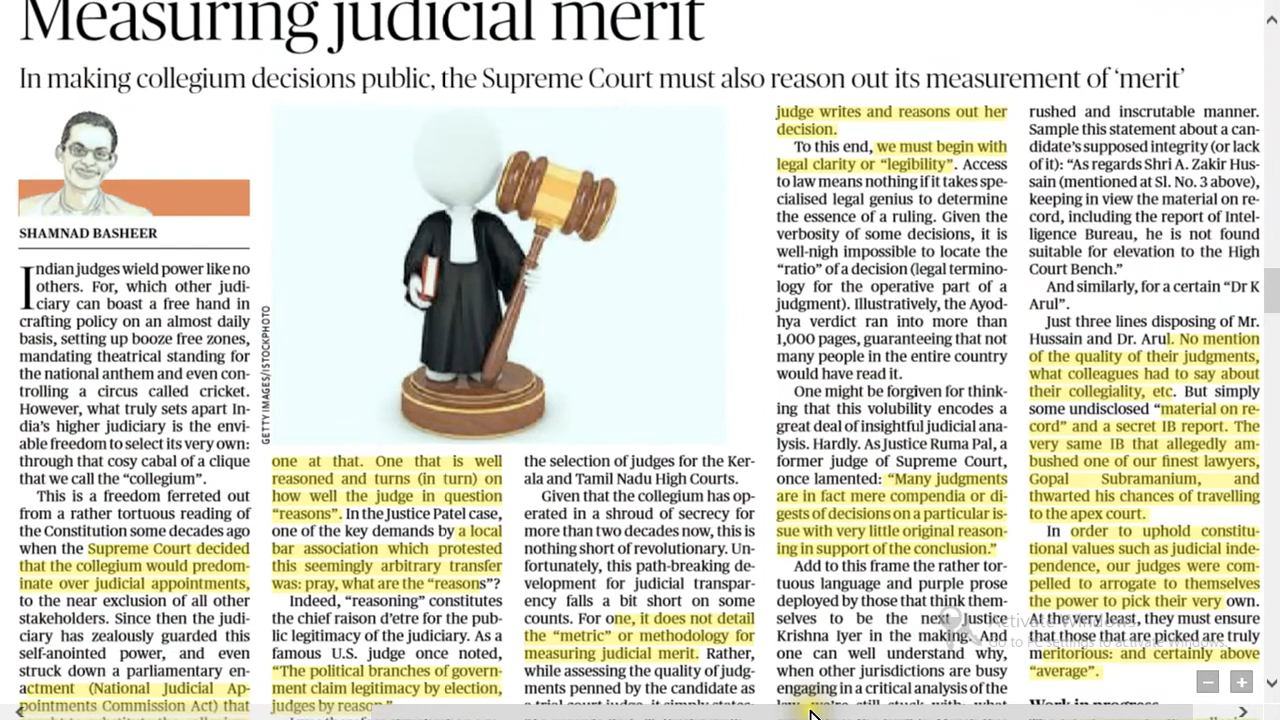 Measuring judicial merit
In making collegium decisions public, the Supreme Court must also reason out its measurement of ‘merit’
SHAMNAD BASHEER
Indian judges wield power like no
others. For, which other judi-
ciary can boast a free hand in
crafting policy on an almost daily
basis, setting up booze free zones,
mandating theatrical standing for
the national anthem and even con-
trolling a circus called cricket.
However, what truly sets apart In-
dia’s higher judiciary is the envi-
able freedom to select its very own:
through that cosy cabal of a clique
that we call the “collegium”.
This is a freedom ferreted out
from a rather tortuous reading of
the Constitution some decades ago
when the Supreme Court decided
that the collegium would predom-
inate over judicial appointments,
to the near exclusion of all other
stakeholders. Since then the judi-
ciary has zealously guarded this
self-anointed power, and even
struck down a parliamentary en-
actment (National Judicial Ap-
pointments Commission Act) that
GETTY IMAGES/ISTOCKPHOTO
one at that. One that is well
reasoned and turns (in turn) on
how well the judge in question
“reasons”. In the Justice Patel case,
one of the key demands by a local
bar association which protested
this seemingly arbitrary transfer
was: pray, what are the “reasons”?
Indeed, “reasoning” constitutes
the chief raison d’etre for the pub-
lic legitimacy of the judiciary. As a
famous U.S. judge once noted,
“The political branches of govern-
ment claim legitimacy by election,
judges by reason.”
the selection of judges for the Ker-
ala and Tamil Nadu High Courts.
Given that the collegium has op-
erated in a shroud of secrecy for
more than two decades now, this is
nothing short of revolutionary. Un-
fortunately, this path-breaking de-
velopment for judicial transpar-
ency falls a bit short on some
counts. For one, it does not detail
the “metric” or methodology for
measuring judicial merit. Rather,
while assessing the quality of judg-
ments penned by the candidate as
a trial court judge, it simply states
judge writes and reasons out her
decision.
To this end, we must begin with
legal clarity or “legibility”. Access
to law means nothing if it takes spe-
cialised legal genius to determine
the essence of a ruling. Given the
verbosity of some decisions, it is
well-nigh impossible to locate the
“ratio” of a decision (legal termino-
logy for the operative part of a
judgment). Illustratively, the Ayod-
hya verdict ran into more than
1,000 pages, guaranteeing that not
many people in the entire country
would have read it.
One might be forgiven for think-
ing that this volubility encodes a
great deal of insightful judicial ana-
lysis. Hardly. As Justice Ruma Pal, a
former judge of Supreme Court,
once lamented: “Many judgments
are in fact mere compendia or di-
gests of decisions on a particular is-
sue with very little original reason-
ing in support of the conclusion.”
Add to this frame the rather tor-
tuous language and purple prose
deployed by those that think them-
selves to be the next Justice
Krishna Iyer in the making. And
one can well understand why,
when other jurisdictions are busy
engaging in a critical analysis of the
law, we’re still stuck with what
rushed and inscrutable manner.
Sample this statement about a can-
didate’s supposed integrity (or lack
of it): “As regards Shri A. Zakir Hus-
sain (mentioned at Sl. No. 3 above),
keeping in view the material on re-
cord, including the report of Intel-
ligence Bureau, he is not found
suitable for elevation to the High
Court Bench.”
And similarly, for a certain “Dr K
Arul”.
Just three lines disposing of Mr.
Hussain and Dr. Arul. No mention
of the quality of their judgments,
what colleagues had to say about
their collegiality, etc. But simply
some undisclosed “material on re-
cord” and a secret IB report. The
very same IB that allegedly am-
bushed one of our finest lawyers,
Gopal Subramanium, and
thwarted his chances of travelling
to the apex court.
In order to uphold constitu-
tional values such as judicial inde-
pendence, our judges were com-
pelled to arrogate to themselves
the power to pick their very own.
At the very least, they must ensure
that those that are picked are truly
meritorious: and certainly above
“average”.
Work in progress
Activate Windows
Go to PC settings to activate Windows.